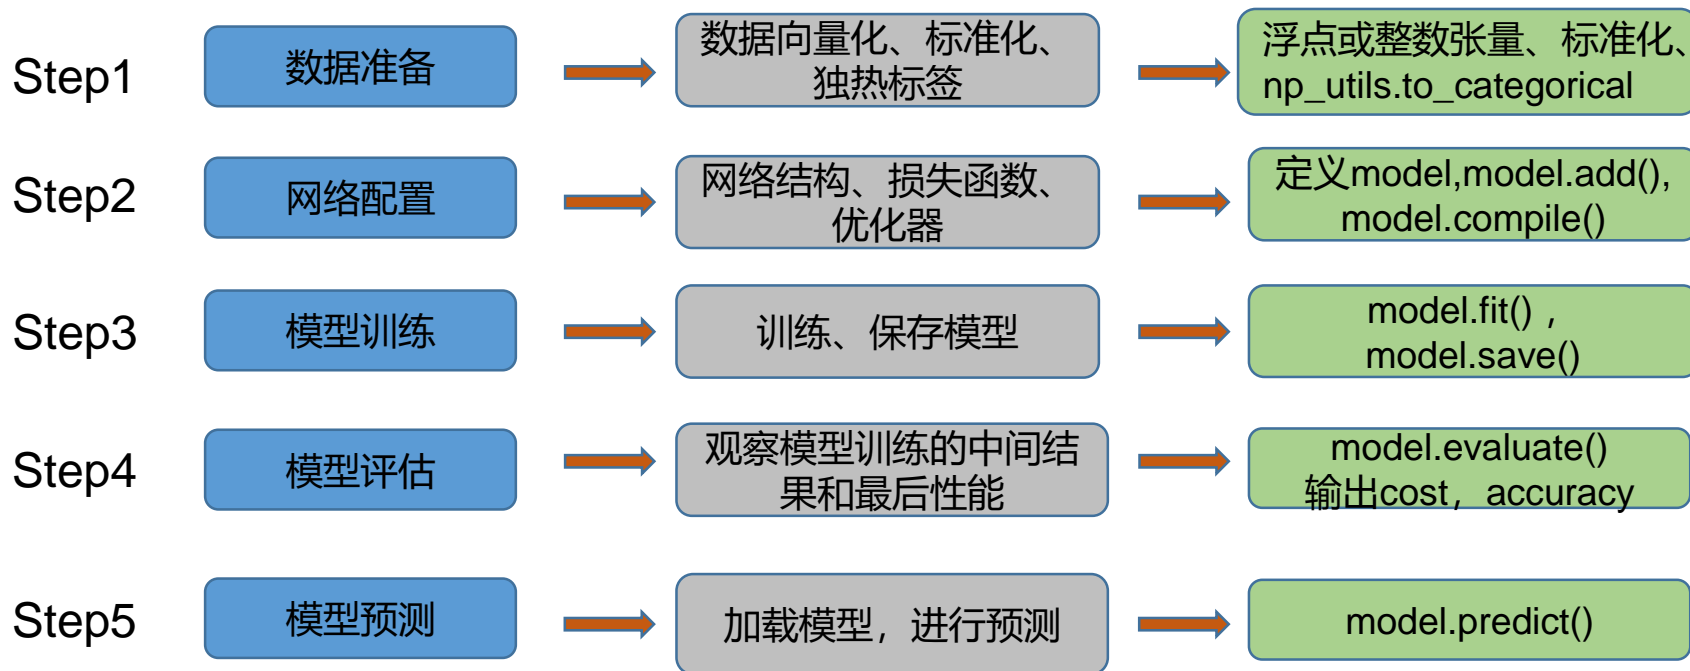 Step1
数据准备
数据向量化、标准化、
独热标签
浮点或整数张量、标准化、
np_utils.to_categorical
Step2
网络配置
网络结构、损失函数、
优化器
定义model,model.add(),
model.compile()
Step3
模型训练
训练、保存模型
model.fit() ，
model.save()
Step4
模型评估
观察模型训练的中间结
果和最后性能
model.evaluate()
输出cost，accuracy
Step5
模型预测
加载模型，进行预测
model.predict()